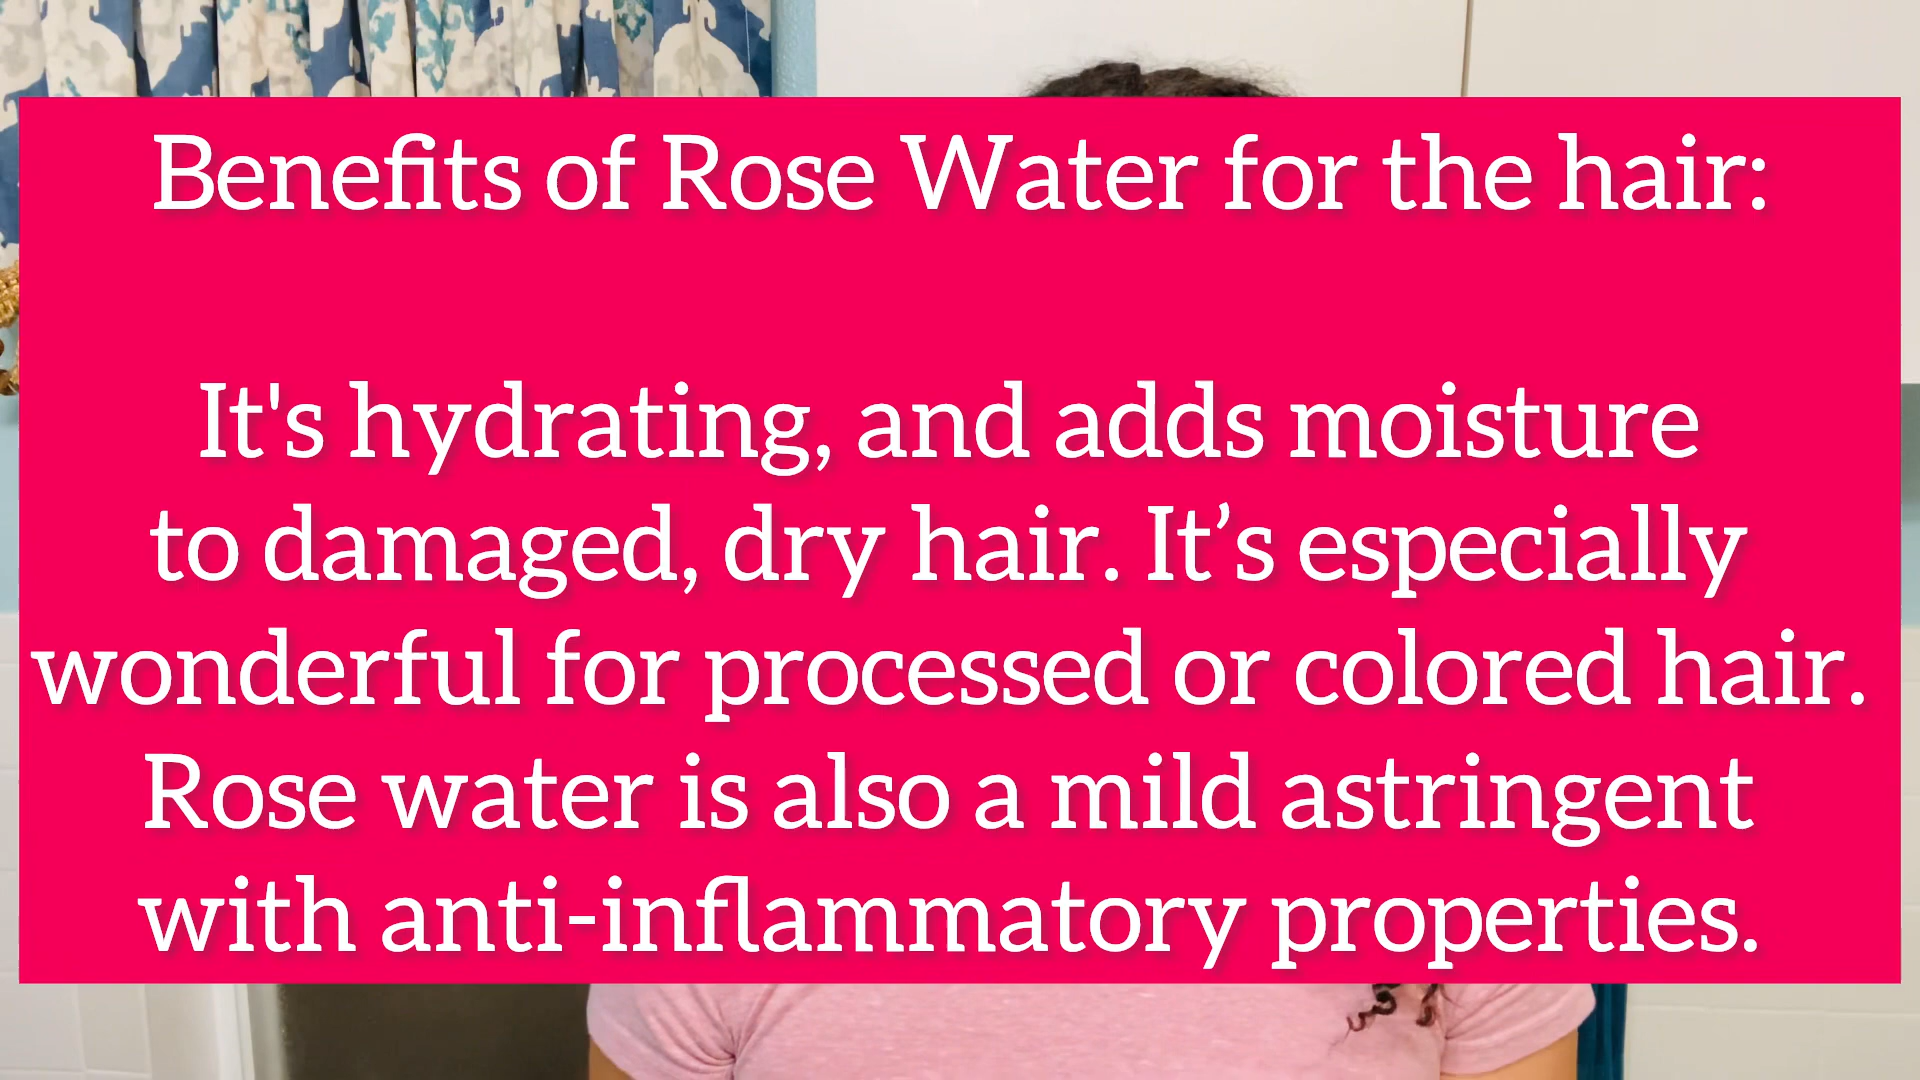 Benefits of Rose Water for the hair:
It's hydrating, and adds moisture
to damaged, dry hair. It’s especially
wonderful for processed or colored hair.
Rose water is also a mild astringent
with anti-inflammatory properties.